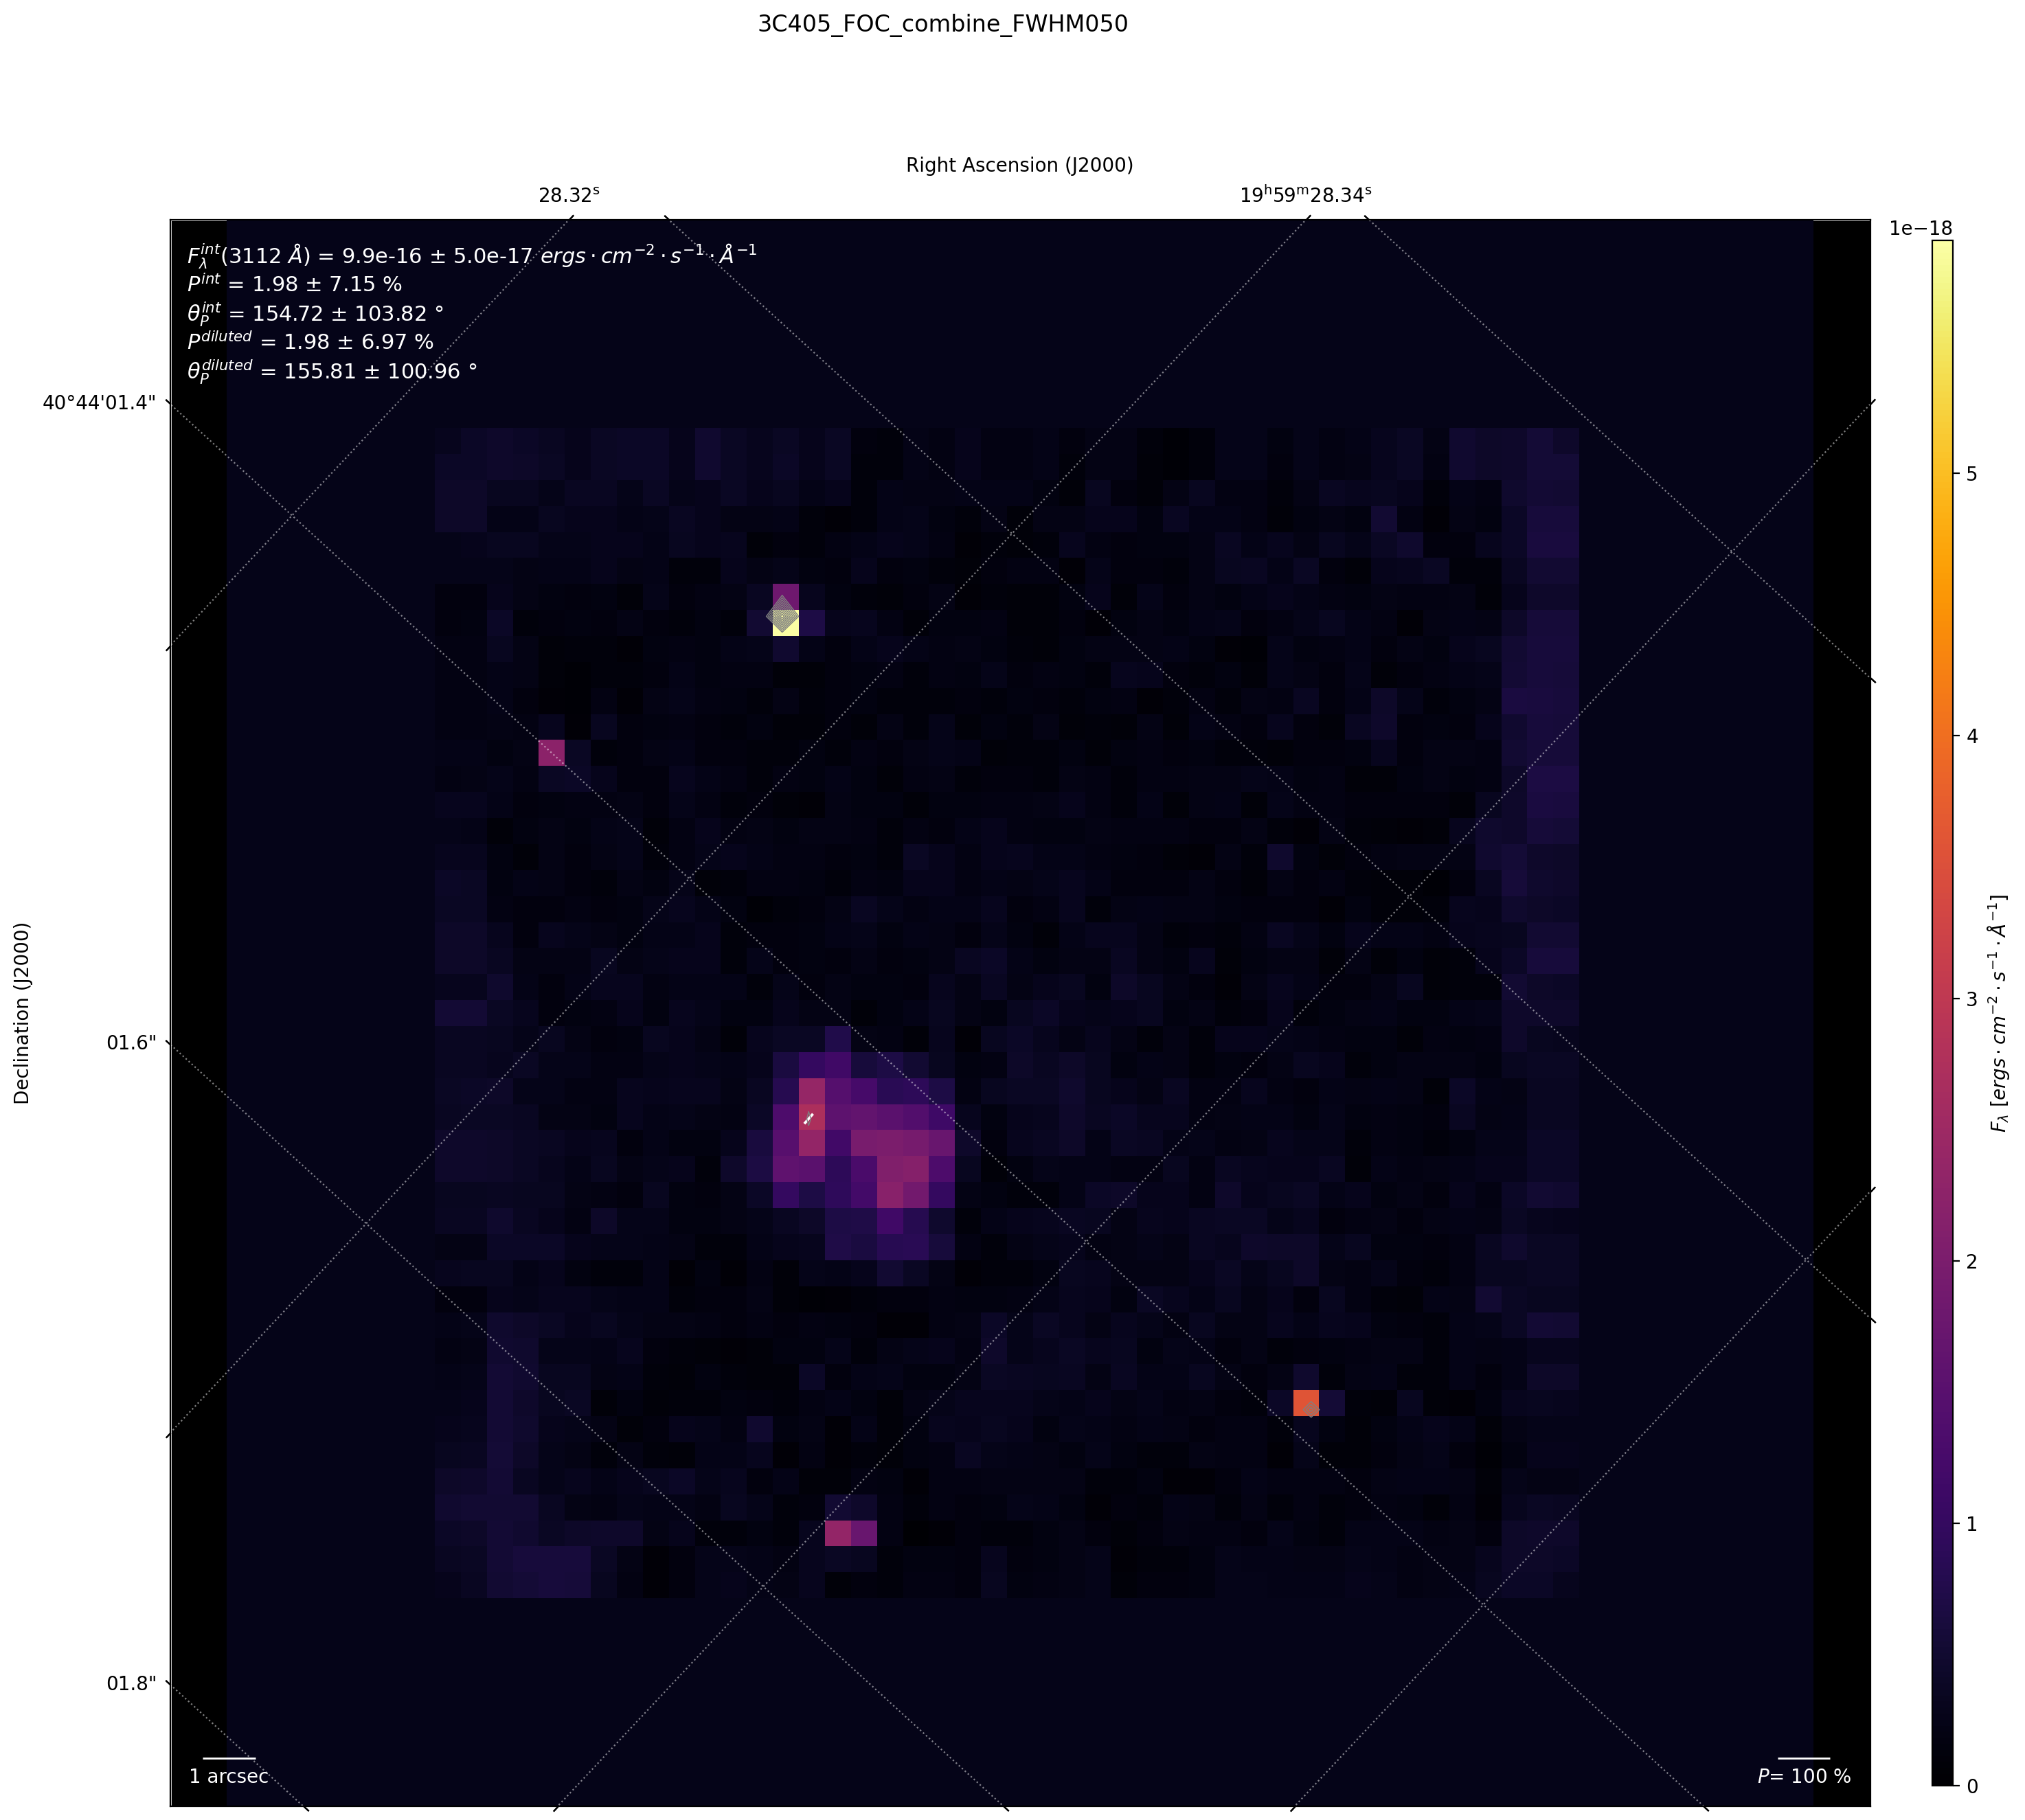 3C405_FOC_combine_FWHM050
Right Ascension (J2000)
28.32ˢ
19ʰ59ᵐ28.34ˢ
1e−18
F_λ^int(3112 Å) = 9.9e-16 ± 5.0e-17 ergs · cm⁻² · s⁻¹ · Å⁻¹
P^int = 1.98 ± 7.15 %
θ_P^int = 154.72 ± 103.82 °
P^diluted = 1.98 ± 6.97 %
θ_P^diluted = 155.81 ± 100.96 °
40°44'01.4"
01.6"
01.8"
Declination (J2000)
5
4
3
2
1
0
F_λ [ergs · cm⁻² · s⁻¹ · Å⁻¹]
1 arcsec
P= 100 %